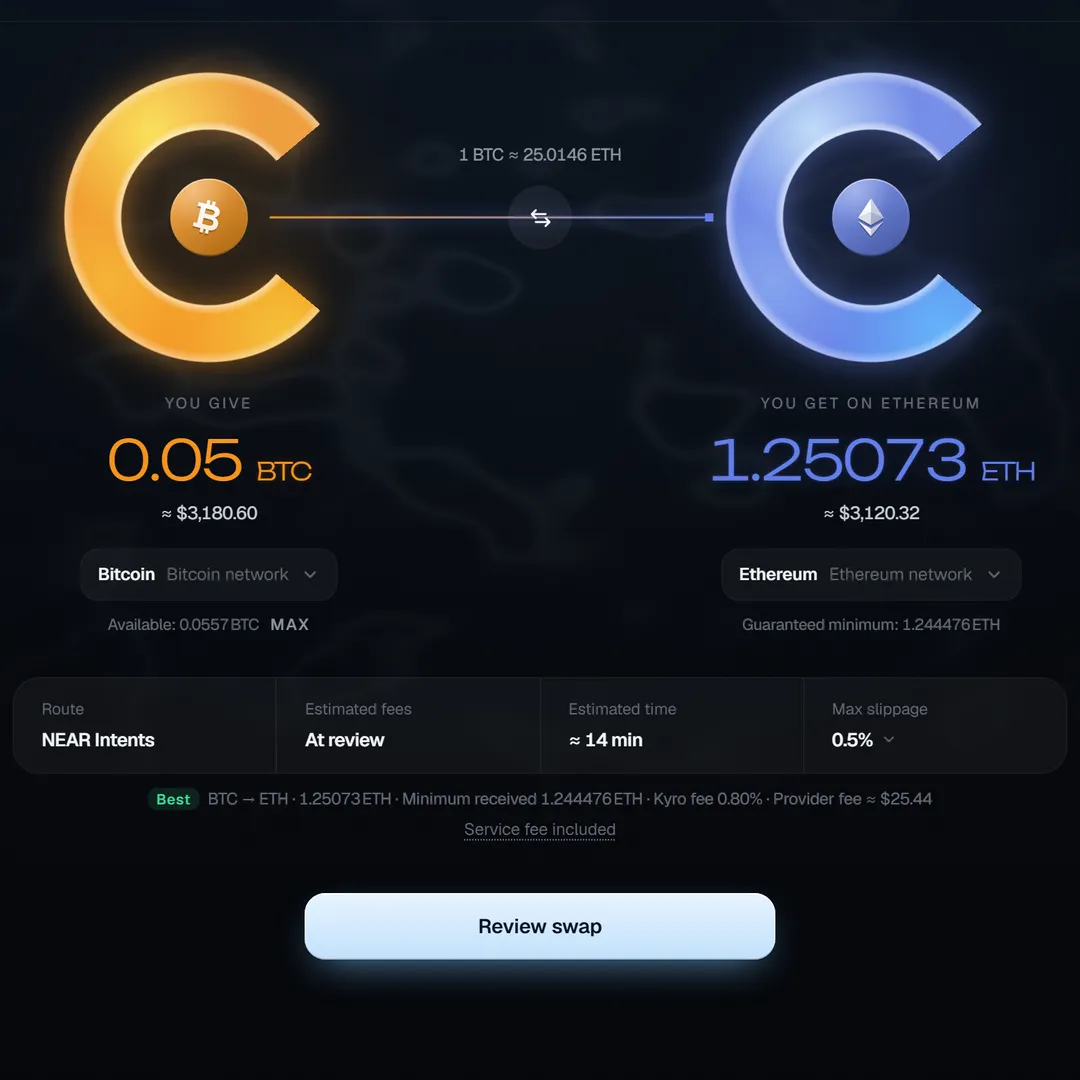 1 BTC ≈ 25.0146 ETH
YOU GIVE
0.05 BTC
≈ $3,180.60
Bitcoin Bitcoin network
Available: 0.0557 BTC MAX
YOU GET ON ETHEREUM
1.25073 ETH
≈ $3,120.32
Ethereum Ethereum network
Guaranteed minimum: 1.244476 ETH
Route
NEAR Intents
Estimated fees
At review
Estimated time
≈ 14 min
Max slippage
0.5%
Best BTC → ETH · 1.25073 ETH · Minimum received 1.244476 ETH · Kyro fee 0.80% · Provider fee ≈ $25.44
Service fee included
Review swap